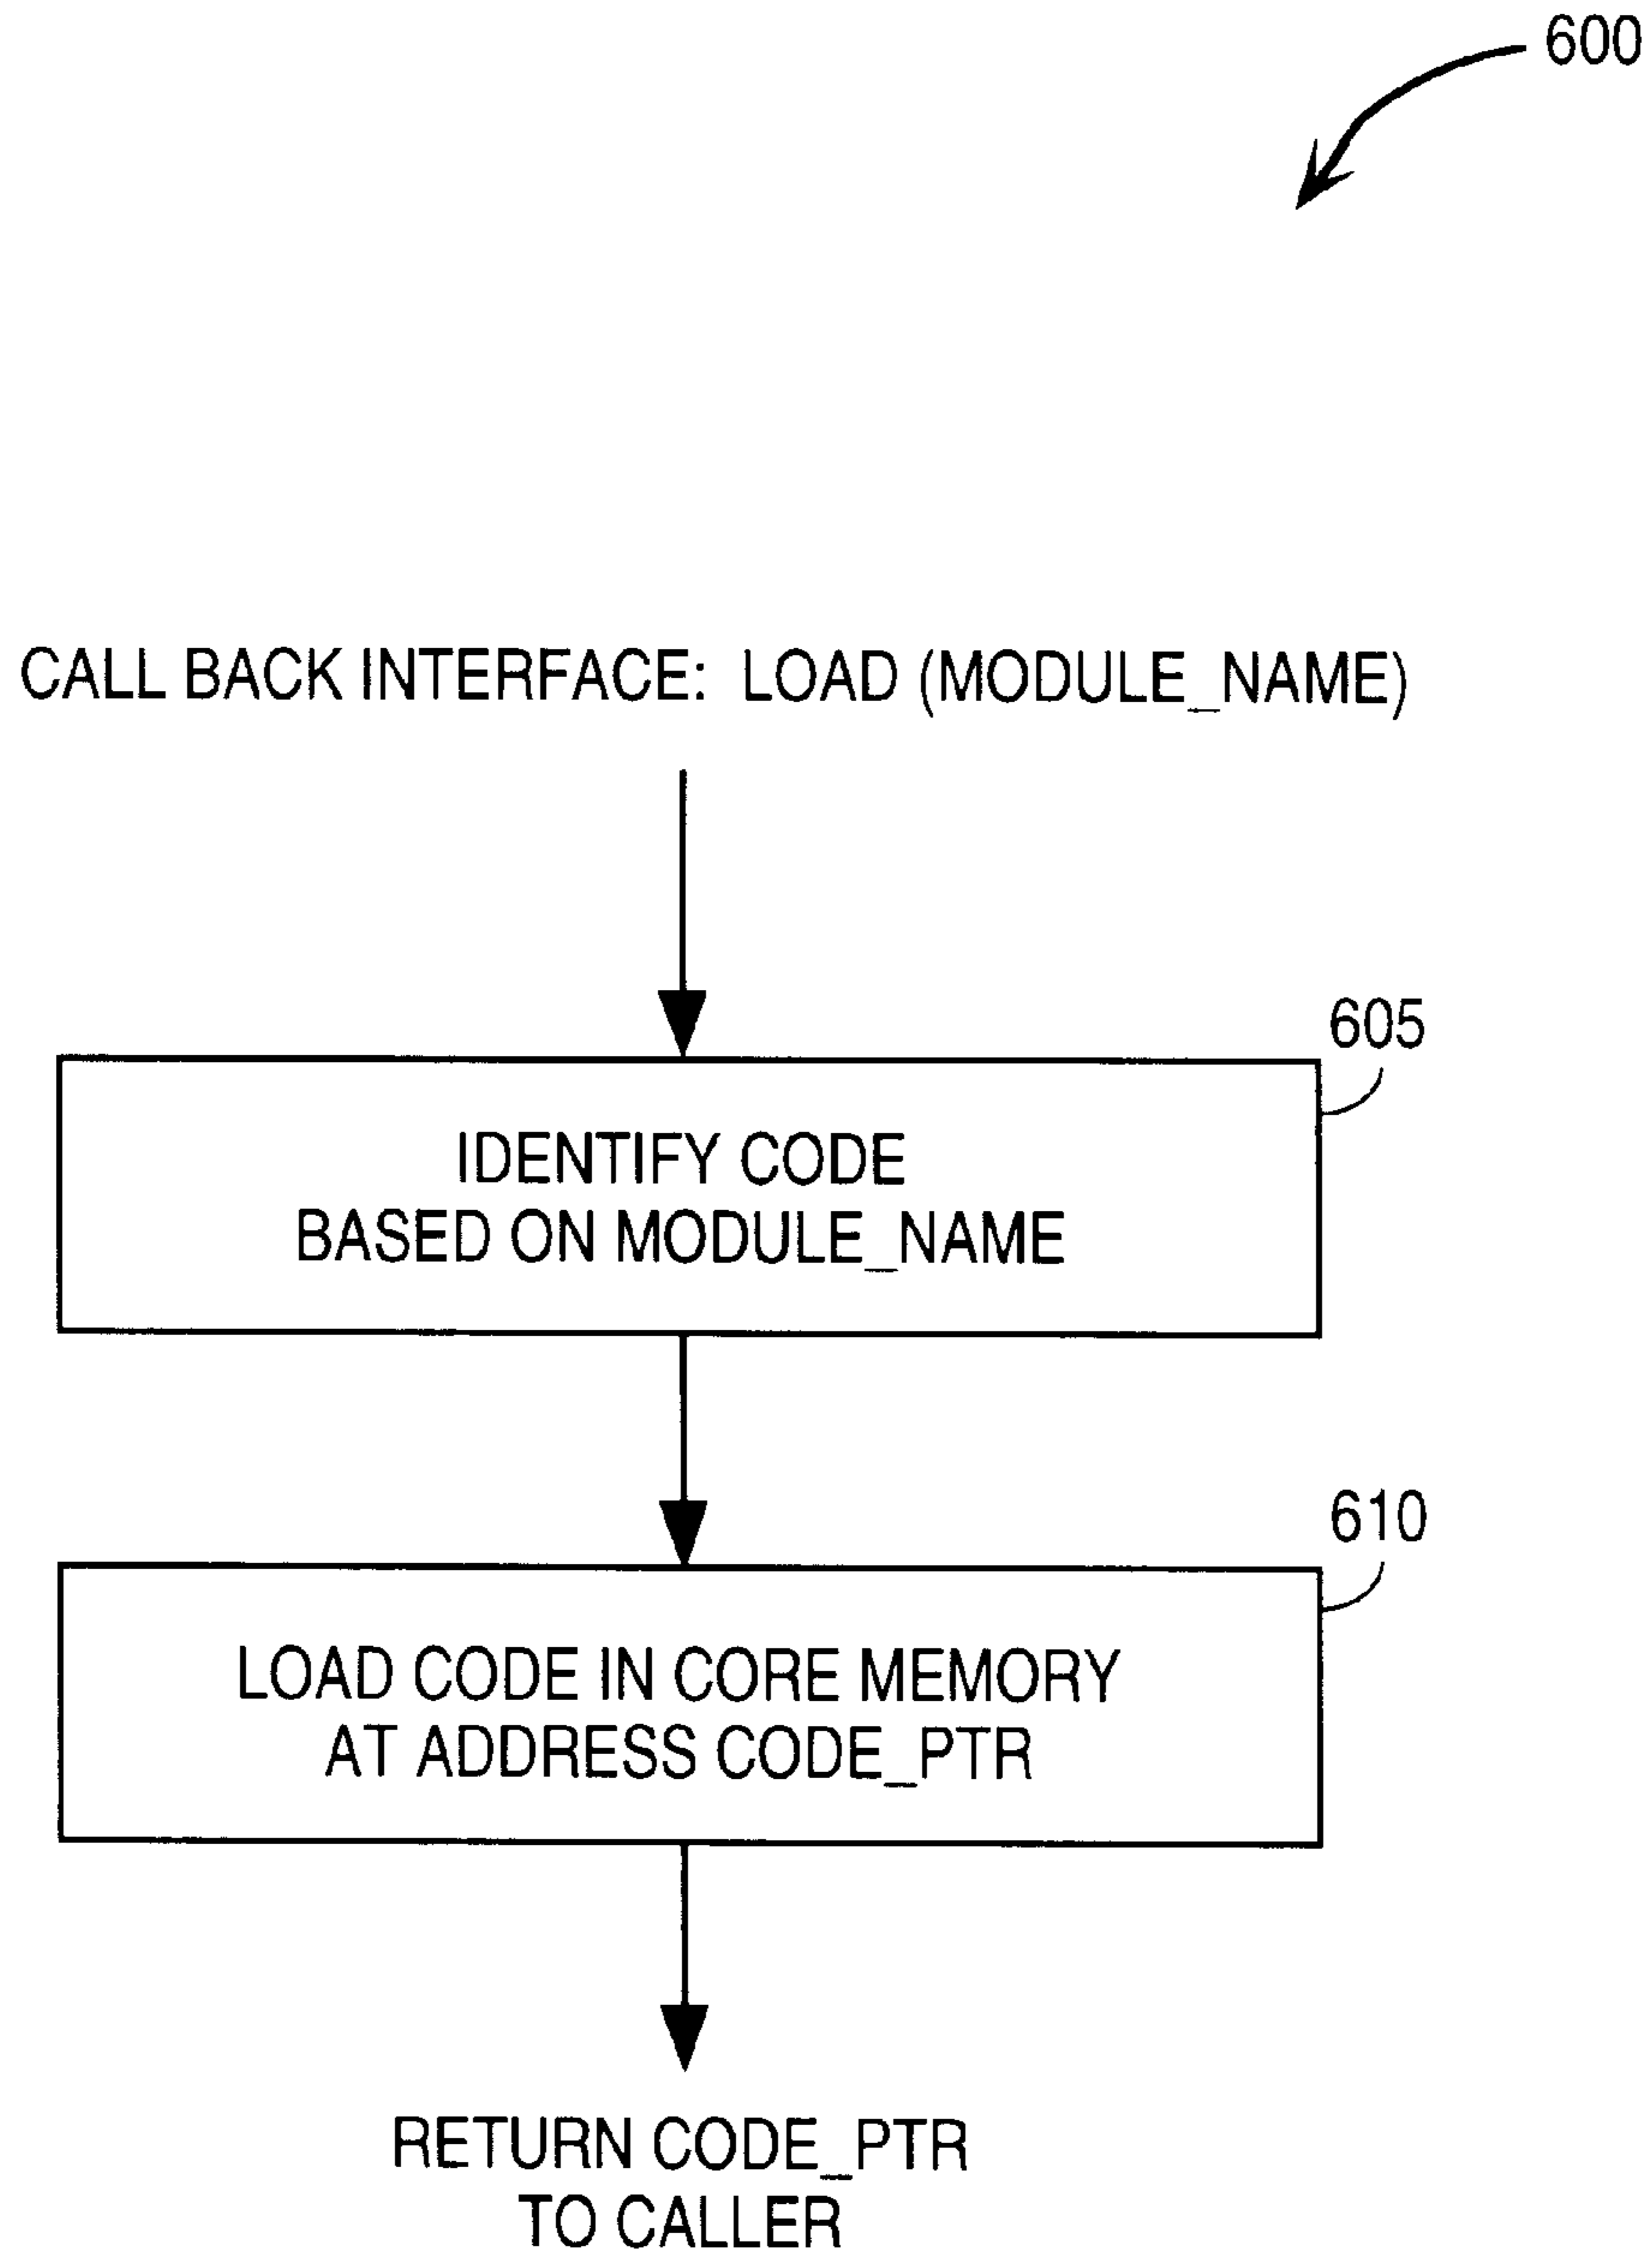 600
CALL BACK INTERFACE: LOAD (MODULE_NAME)
605
IDENTIFY CODE
BASED ON MODULE_NAME
610
LOAD CODE IN CORE MEMORY
AT ADDRESS CODE_PTR
RETURN CODE_PTR
TO CALLER